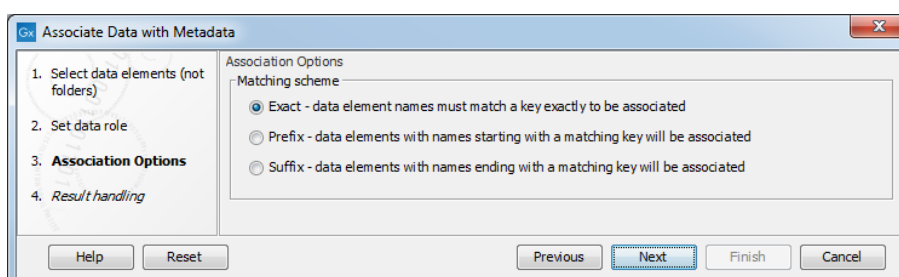 Gx Associate Data with Metadata
1. Select data elements (not
folders)
2. Set data role
3. Association Options
4. Result handling
Association Options
Matching scheme
Exact - data element names must match a key exactly to be associated
Prefix - data elements with names starting with a matching key will be associated
Suffix - data elements with names ending with a matching key will be associated
Help Reset Previous Next Finish Cancel